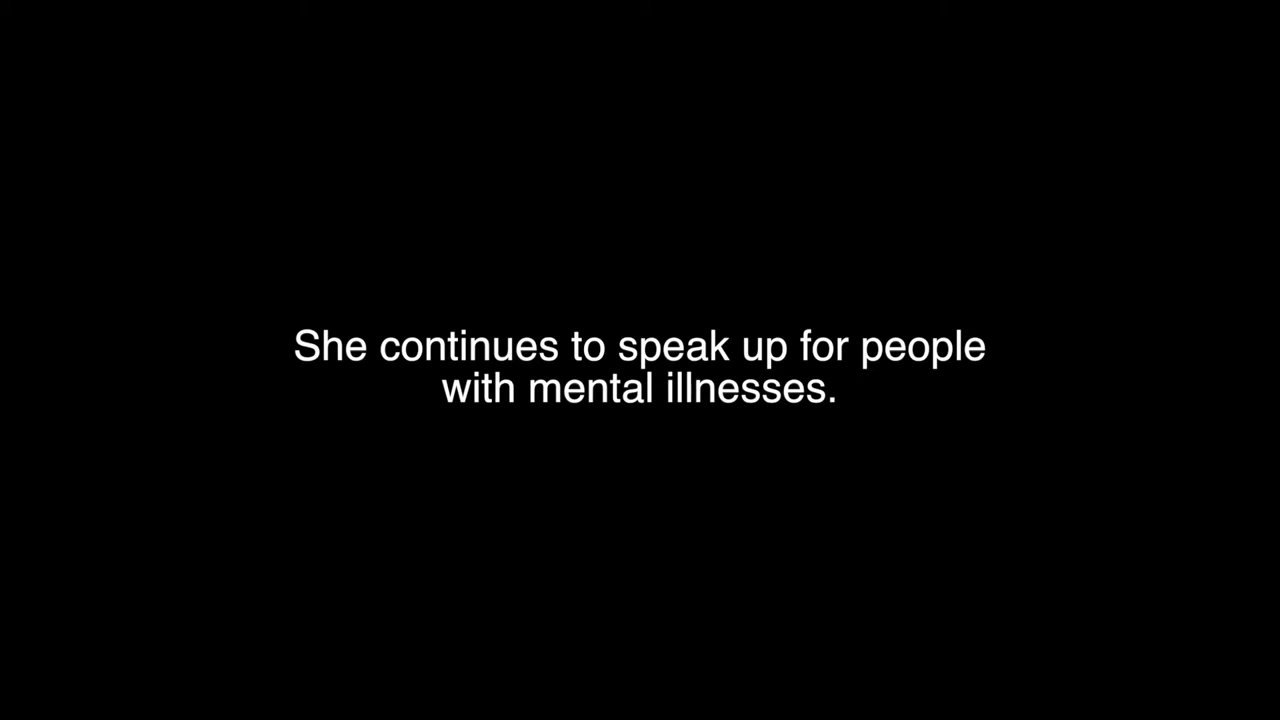 She continues to speak up for people
with mental illnesses.